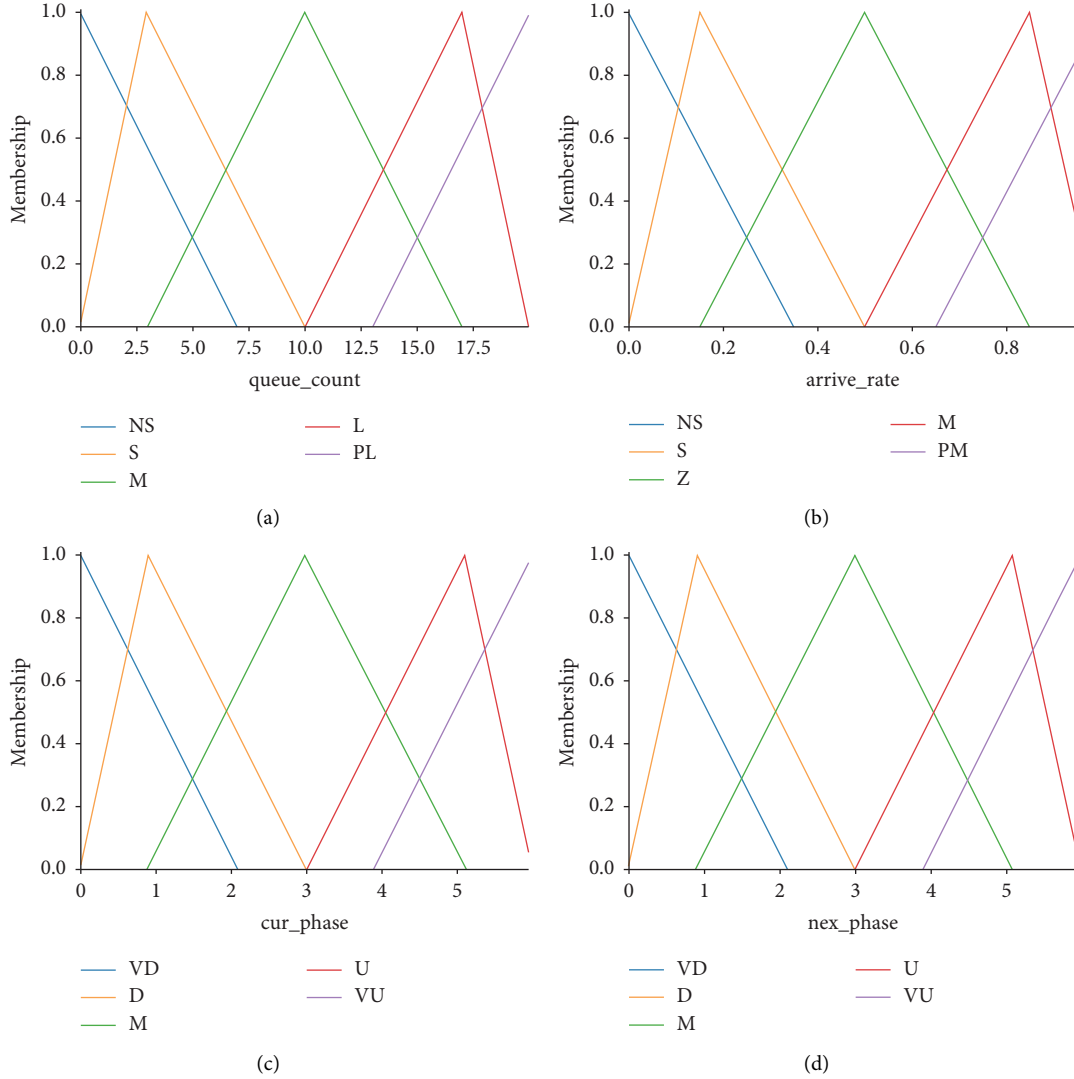 1.0
0.8
0.6
0.4
0.2
0.0
Membership
0.0 2.5 5.0 7.5 10.0 12.5 15.0 17.5
queue_count
NS
S
M
L
PL
(a)
1.0
0.8
0.6
0.4
0.2
0.0
Membership
0.0 0.2 0.4 0.6 0.8
arrive_rate
NS
S
Z
M
PM
(b)
1.0
0.8
0.6
0.4
0.2
0.0
Membership
0 1 2 3 4 5
cur_phase
VD
D
M
U
VU
(c)
1.0
0.8
0.6
0.4
0.2
0.0
Membership
0 1 2 3 4 5
nex_phase
VD
D
M
U
VU
(d)